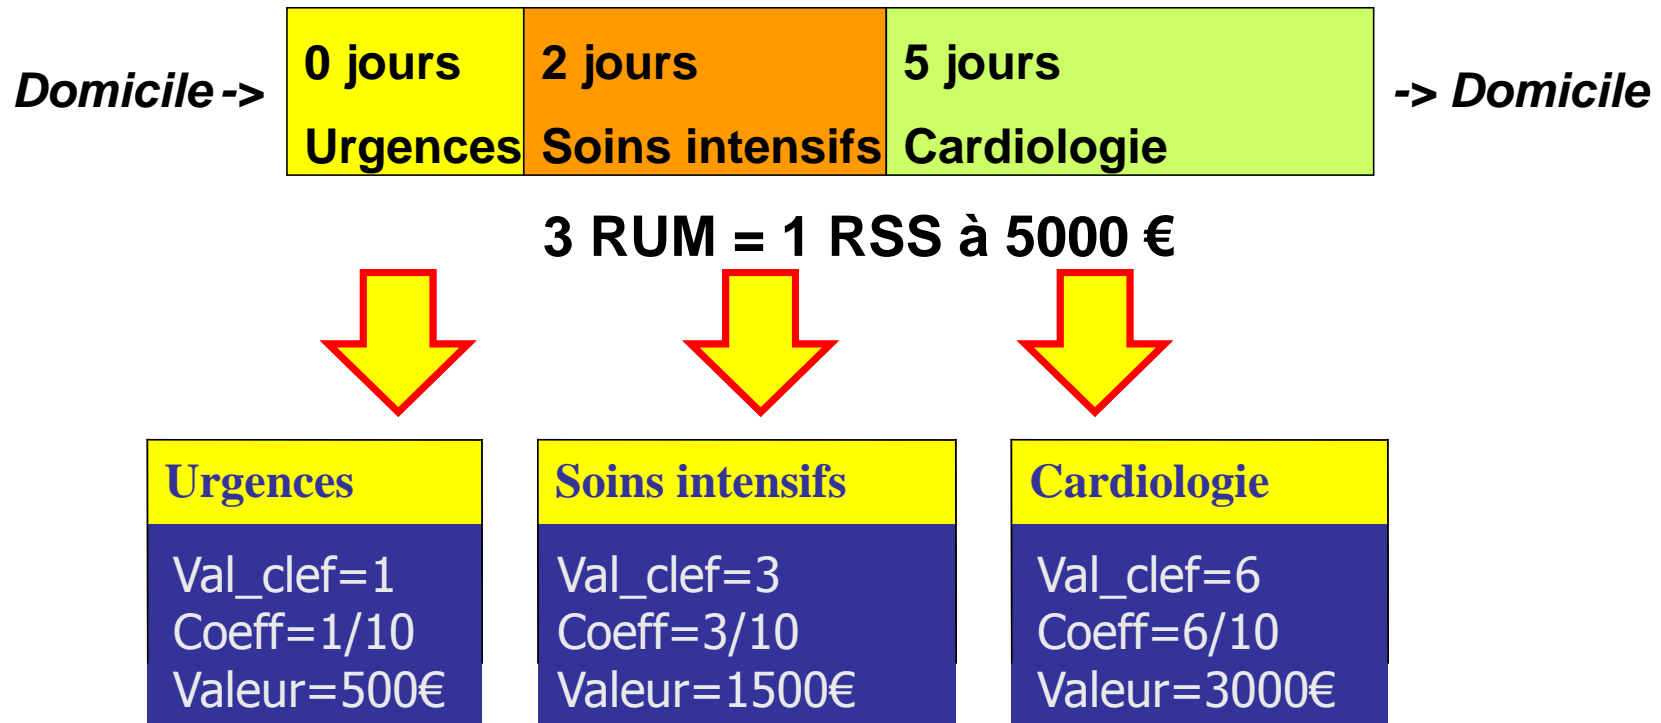 Domicile ->
0 jours
Urgences
2 jours
Soins intensifs
5 jours
Cardiologie
-> Domicile
3 RUM = 1 RSS à 5000 €
Urgences
Val_clef=1
Coeff=1/10
Valeur=500€
Soins intensifs
Val_clef=3
Coeff=3/10
Valeur=1500€
Cardiologie
Val_clef=6
Coeff=6/10
Valeur=3000€